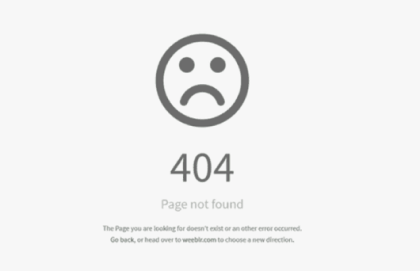 404
Page not found
The Page you are looking for doesn't exist or an other error occurred.
Go back, or head over to weeblr.com to choose a new direction.